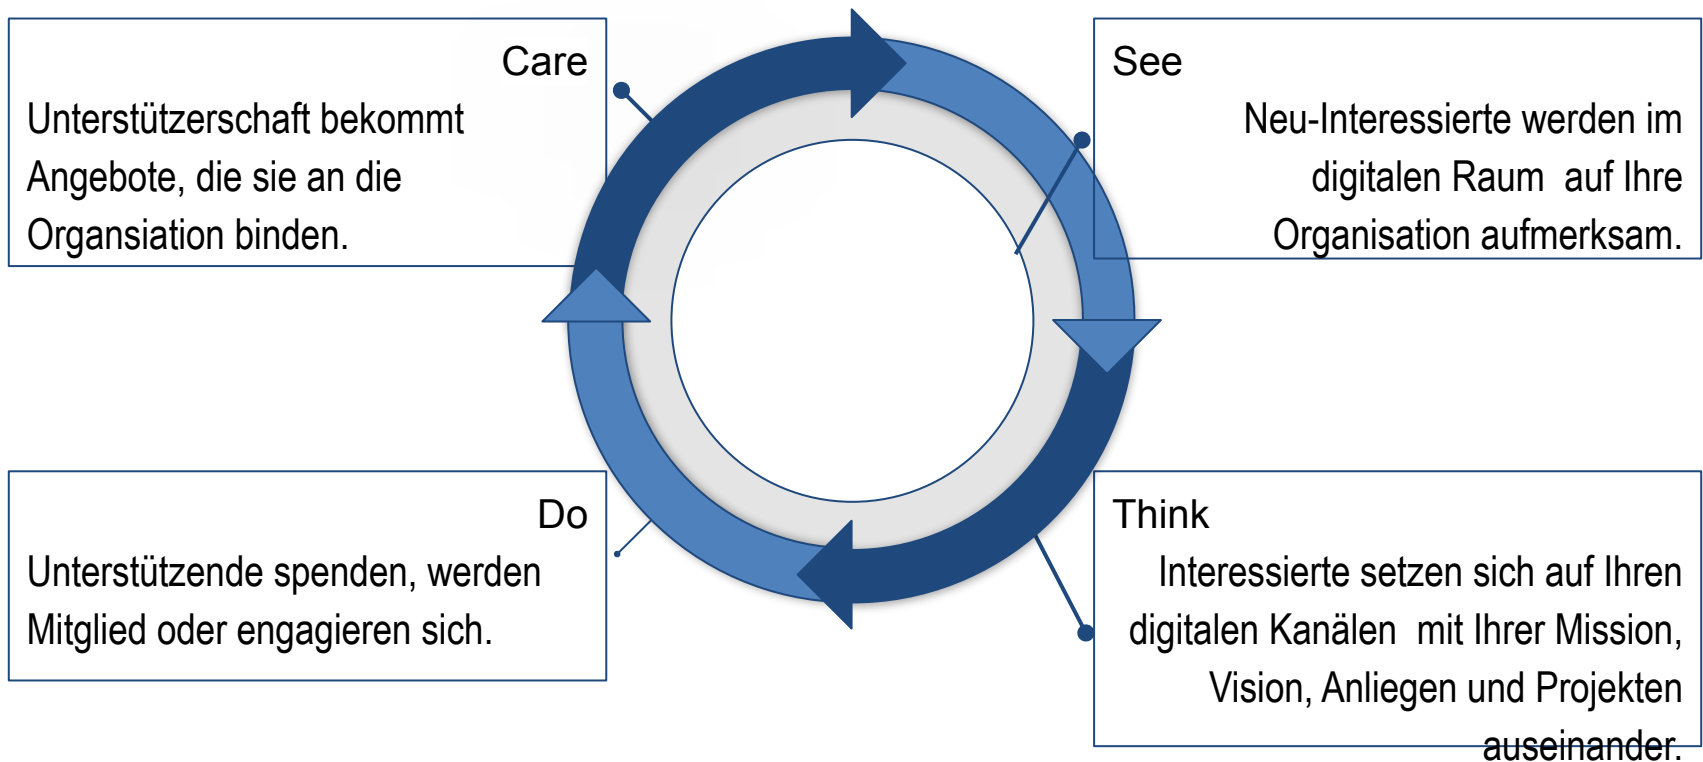 Care
Unterstützerschaft bekommt
Angebote, die sie an die
Organsiation binden.
See
Neu-Interessierte werden im
digitalen Raum  auf Ihre
Organisation aufmerksam.
Do
Unterstützende spenden, werden
Mitglied oder engagieren sich.
Think
Interessierte setzen sich auf Ihren
digitalen Kanälen  mit Ihrer Mission,
Vision, Anliegen und Projekten
auseinander.